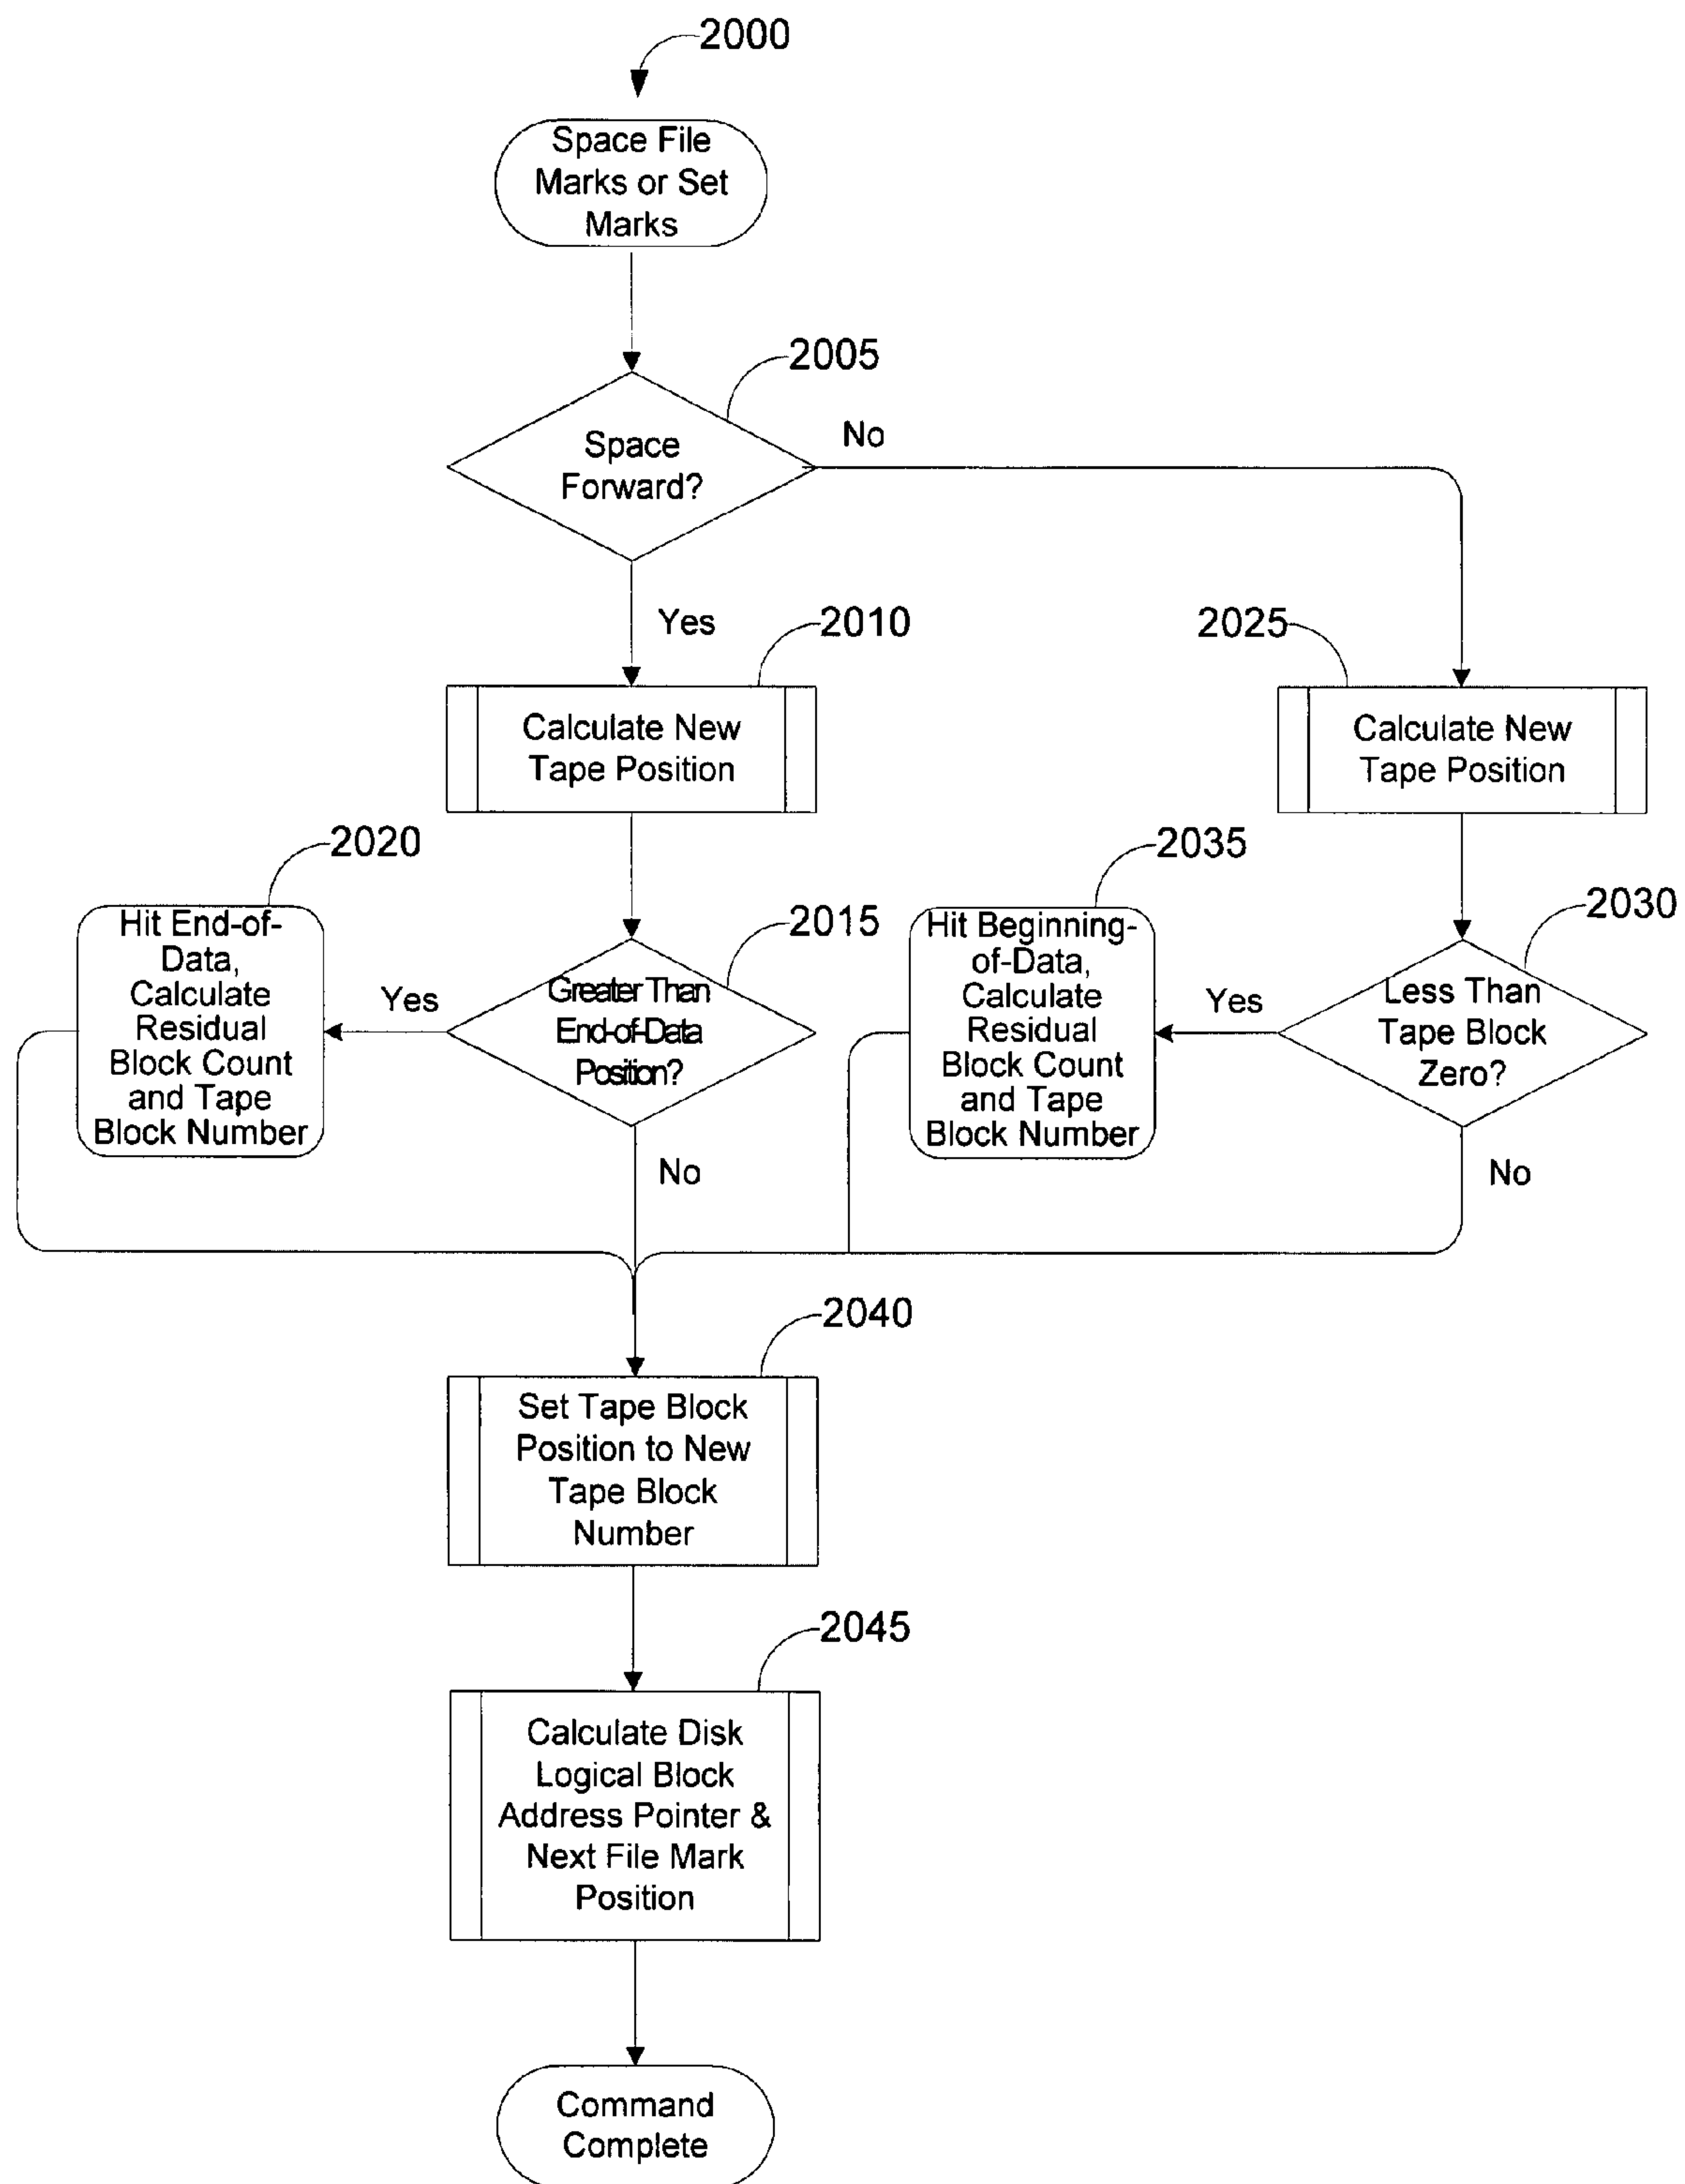 2000
Space File
Marks or Set
Marks
2005
Space
Forward?
No
Yes
2010
Calculate New
Tape Position
2025
Calculate New
Tape Position
2020
Hit End-of-
Data,
Calculate
Residual
Block Count
and Tape
Block Number
Yes
2015
Greater Than
End-of-Data
Position?
No
2035
Hit Beginning-
of-Data,
Calculate
Residual
Block Count
and Tape
Block Number
Yes
2030
Less Than
Tape Block
Zero?
No
2040
Set Tape Block
Position to New
Tape Block
Number
2045
Calculate Disk
Logical Block
Address Pointer &
Next File Mark
Position
Command
Complete